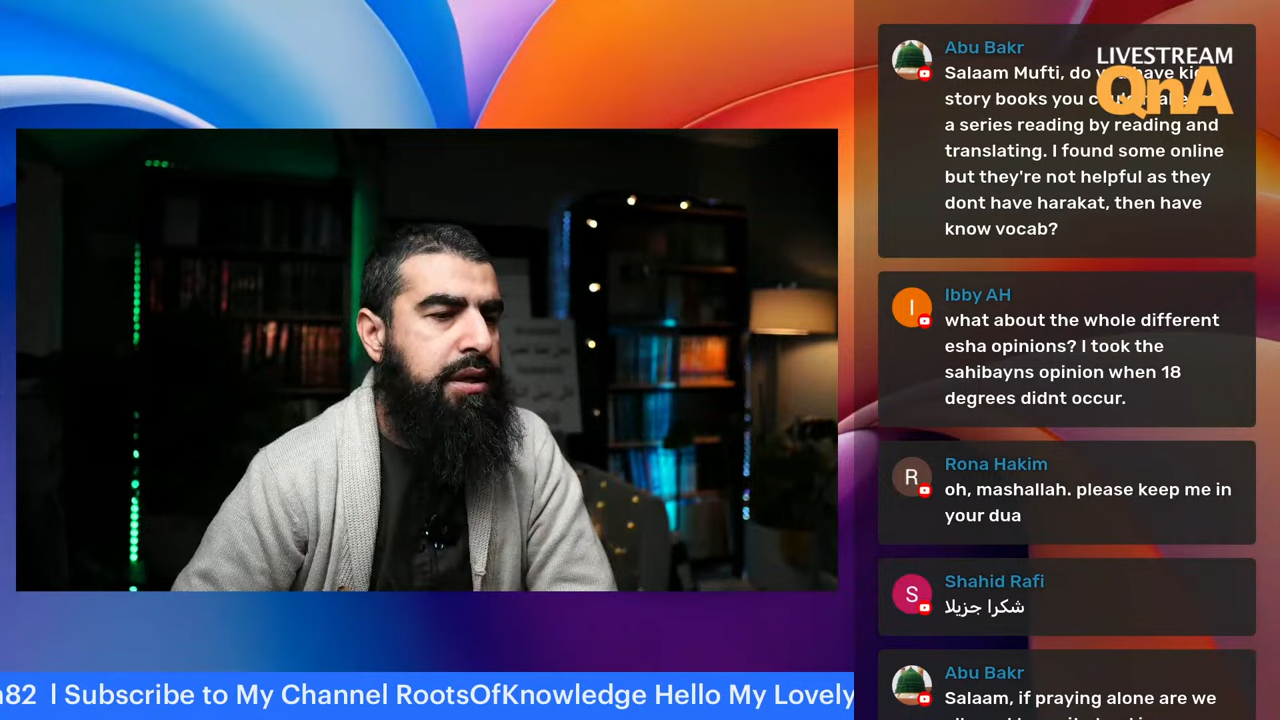 Abu Bakr
Salaam Mufti, do have
story books you
a series reading by reading and
translating. I found some online
but they're not helpful as they
dont have harakat, then have
know vocab?
LIVESTREAM
QnA
Ibby AH
what about the whole different
esha opinions? I took the
sahibayns opinion when 18
degrees didnt occur.
Rona Hakim
oh, mashallah. please keep me in
your dua
Shahid Rafi
شكرا جزيلا
Abu Bakr
Salaam, if praying alone are we
I
R
S
82 | Subscribe to My Channel RootsOfKnowledge Hello My Lovely